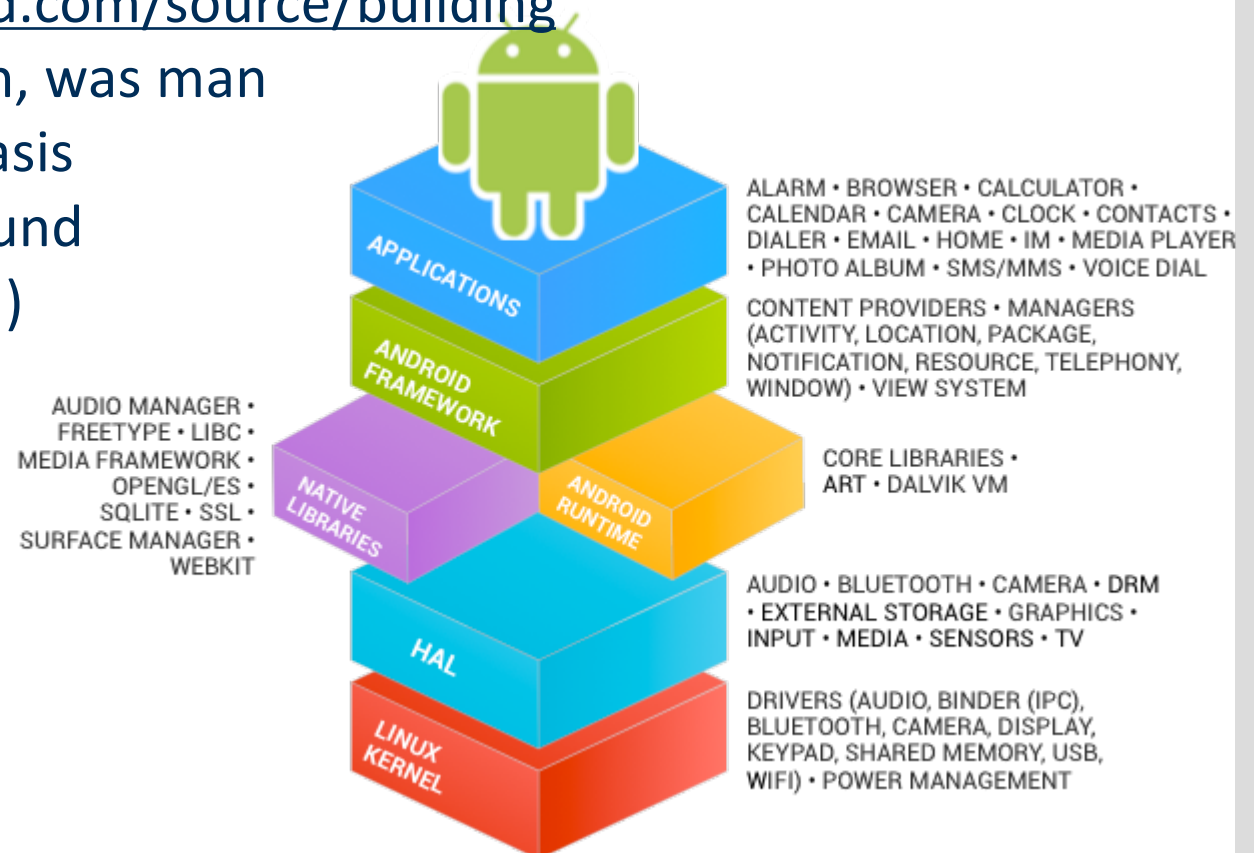 d.com/source/building
n, was man
asis
und
)
APPLICATIONS
ALARM • BROWSER • CALCULATOR •
CALENDAR • CAMERA • CLOCK • CONTACTS •
DIALER • EMAIL • HOME • IM • MEDIA PLAYER
• PHOTO ALBUM • SMS/MMS • VOICE DIAL
ANDROID
FRAMEWORK
CONTENT PROVIDERS • MANAGERS
(ACTIVITY, LOCATION, PACKAGE,
NOTIFICATION, RESOURCE, TELEPHONY,
WINDOW) • VIEW SYSTEM
AUDIO MANAGER •
FREETYPE • LIBC •
MEDIA FRAMEWORK •
OPENGL/ES •
SQLITE • SSL •
SURFACE MANAGER •
WEBKIT
NATIVE
LIBRARIES
ANDROID
RUNTIME
CORE LIBRARIES •
ART • DALVIK VM
HAL
AUDIO • BLUETOOTH • CAMERA • DRM
• EXTERNAL STORAGE • GRAPHICS •
INPUT • MEDIA • SENSORS • TV
LINUX
KERNEL
DRIVERS (AUDIO, BINDER (IPC),
BLUETOOTH, CAMERA, DISPLAY,
KEYPAD, SHARED MEMORY, USB,
WIFI) • POWER MANAGEMENT